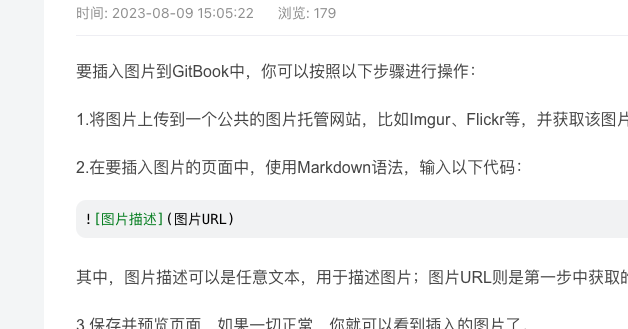 时间: 2023-08-09 15:05:22 浏览: 179
要插入图片到GitBook中，你可以按照以下步骤进行操作：
1.将图片上传到一个公共的图片托管网站，比如Imgur、Flickr等，并获取该图片
2.在要插入图片的页面中，使用Markdown语法，输入以下代码：
![图片描述](图片URL)
其中，图片描述可以是任意文本，用于描述图片；图片URL则是第一步中获取的
3.保存并预览页面，如果一切正常，你就可以看到插入的图片了。